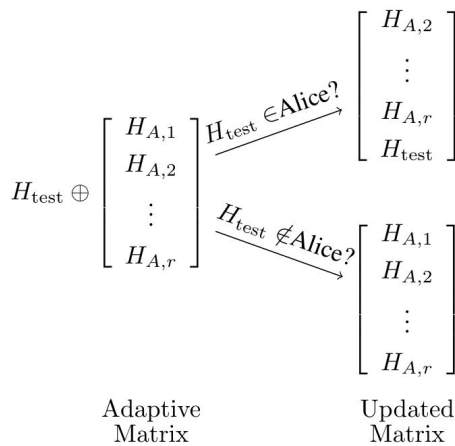 H_test ⊕
H_{A,1}
H_{A,2}
⋮
H_{A,r}
H_test ∈Alice?
H_test ∉Alice?
H_{A,2}
⋮
H_{A,r}
H_test
H_{A,1}
H_{A,2}
⋮
H_{A,r}
Adaptive
Matrix
Updated
Matrix